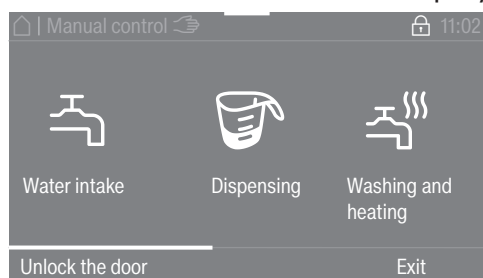 | Manual control 11:02
Water intake Dispensing Washing and
heating
Unlock the door Exit